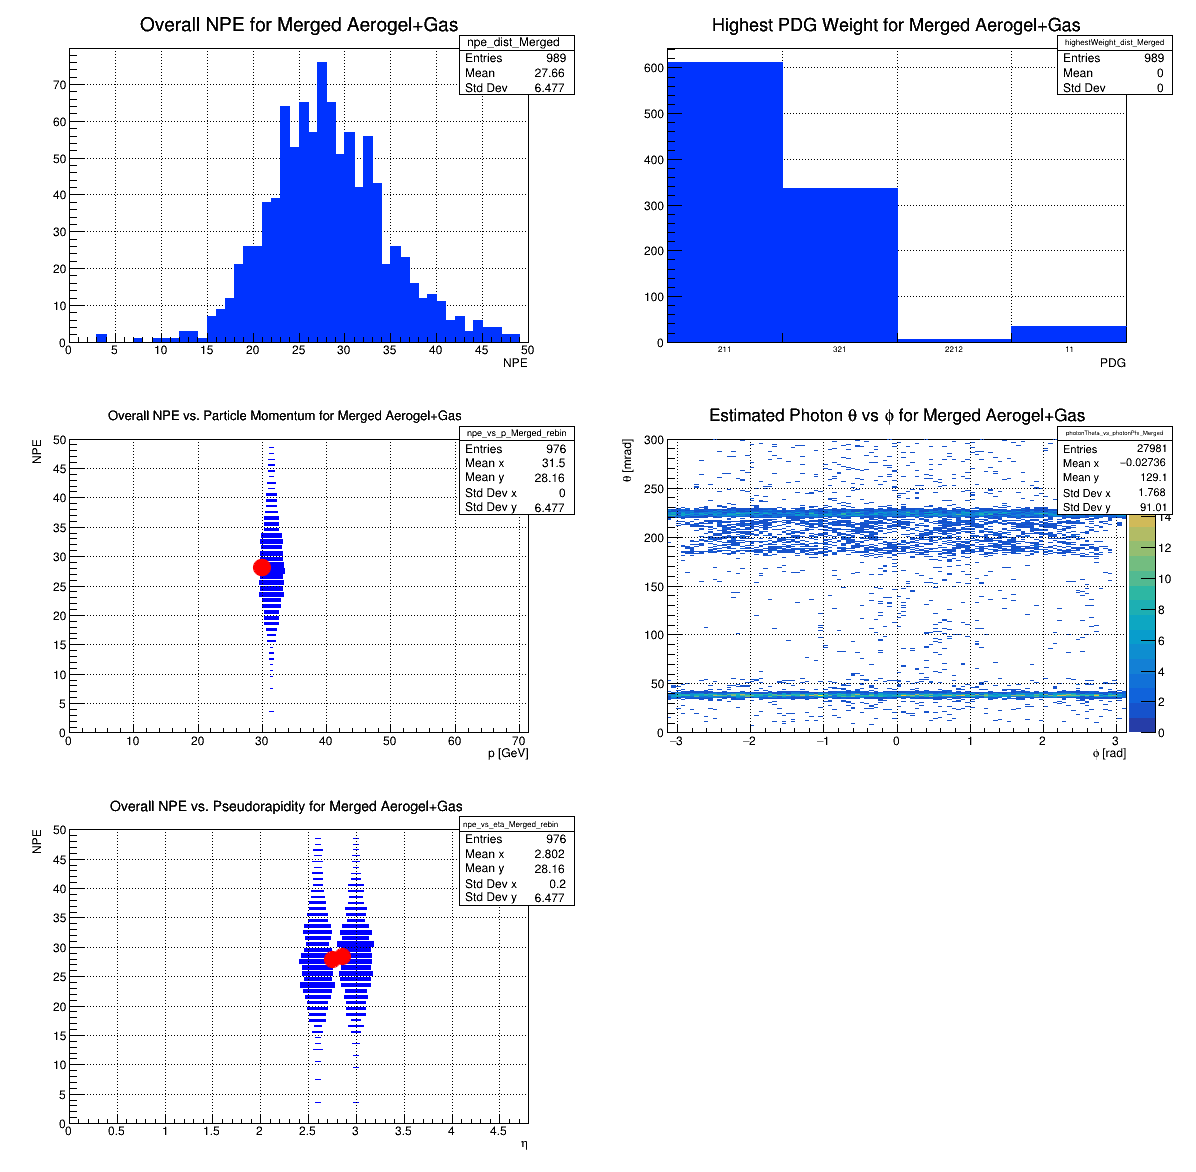 Overall NPE for Merged Aerogel+Gas
npe_dist_Merged
Entries 989
Mean 27.66
Std Dev 6.477
70
60
50
40
30
20
10
0
0 5 10 15 20 25 30 35 40 45 50
NPE
Highest PDG Weight for Merged Aerogel+Gas
highestWeight_dist_Merged
Entries 989
Mean 0
Std Dev 0
600
500
400
300
200
100
0
211 321 2212 11
PDG
Overall NPE vs. Particle Momentum for Merged Aerogel+Gas
npe_vs_p_Merged_rebin
Entries 976
Mean x 31.5
Mean y 28.16
Std Dev x 0
Std Dev y 6.477
NPE
50
45
40
35
30
25
20
15
10
5
0
0 10 20 30 40 50 60 70
p [GeV]
Estimated Photon θ vs ϕ for Merged Aerogel+Gas
photonTheta_vs_photonPhi_Merged
Entries 27981
Mean x −0.02736
Mean y 129.1
Std Dev x 1.768
Std Dev y 91.01
θ [mrad]
300
250
200
150
100
50
0
−3 −2 −1 0 1 2 3
ϕ [rad]
14
12
10
8
6
4
2
0
Overall NPE vs. Pseudorapidity for Merged Aerogel+Gas
npe_vs_eta_Merged_rebin
Entries 976
Mean x 2.802
Mean y 28.16
Std Dev x 0.2
Std Dev y 6.477
NPE
50
45
40
35
30
25
20
15
10
5
0
0 0.5 1 1.5 2 2.5 3 3.5 4 4.5
η